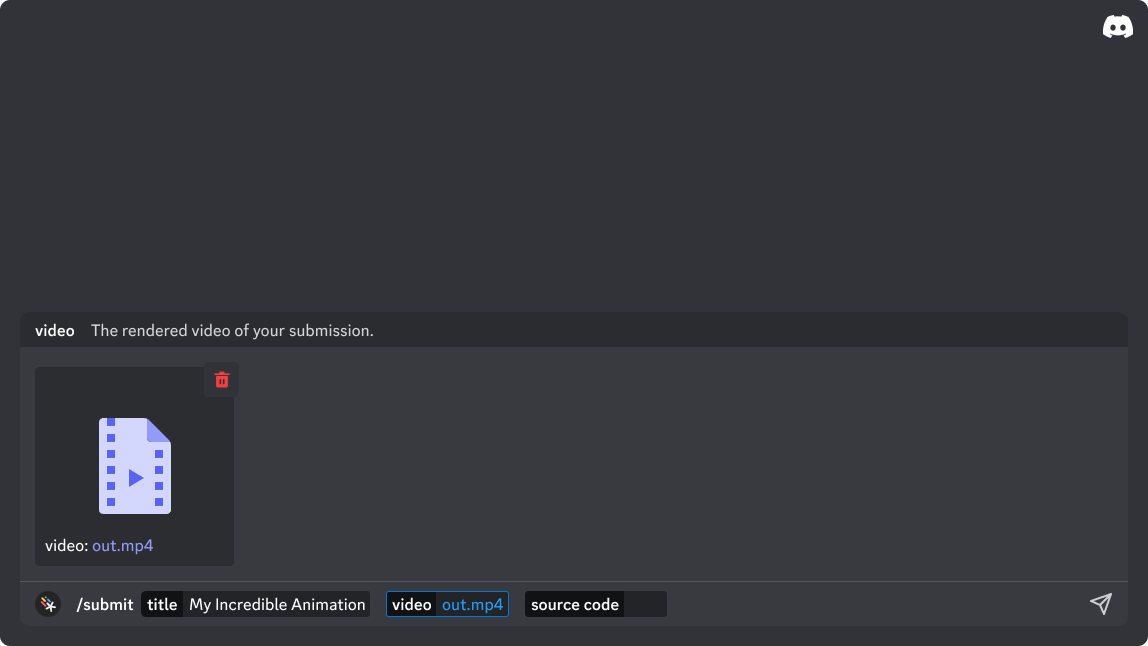 video The rendered video of your submission.
video: out.mp4
/submit title My Incredible Animation video out.mp4 source code